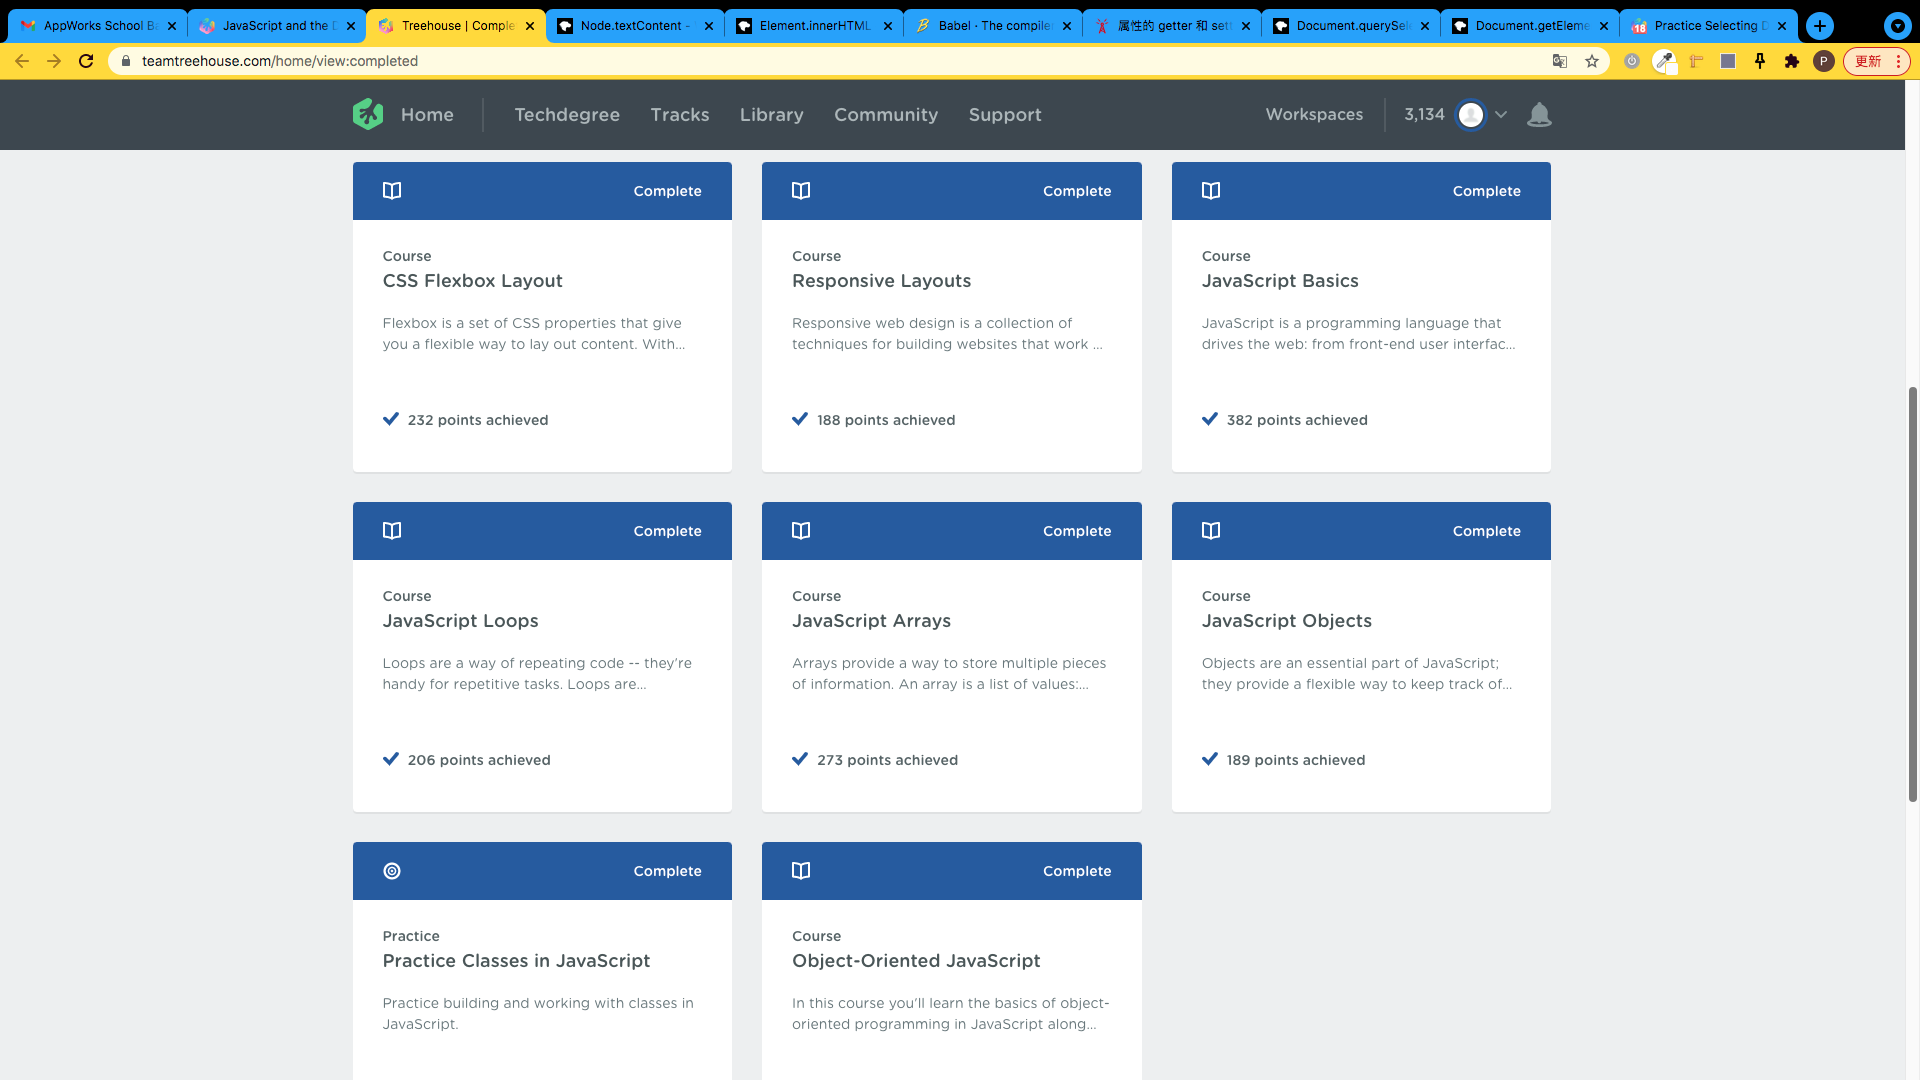 AppWorks School Ba
JavaScript and the D
Treehouse | Comple
Node.textContent -
Element.innerHTML
Babel · The compiler
属性的 getter 和 sett
Document.querySele
Document.getEleme
Practice Selecting D
teamtreehouse.com/home/view:completed
P
更新
Home
Techdegree
Tracks
Library
Community
Support
Workspaces
3,134
Complete
Course
CSS Flexbox Layout
Flexbox is a set of CSS properties that give
you a flexible way to lay out content. With...
232 points achieved
Complete
Course
Responsive Layouts
Responsive web design is a collection of
techniques for building websites that work ...
188 points achieved
Complete
Course
JavaScript Basics
JavaScript is a programming language that
drives the web: from front-end user interfac...
382 points achieved
Complete
Course
JavaScript Loops
Loops are a way of repeating code -- they're
handy for repetitive tasks. Loops are...
206 points achieved
Complete
Course
JavaScript Arrays
Arrays provide a way to store multiple pieces
of information. An array is a list of values:...
273 points achieved
Complete
Course
JavaScript Objects
Objects are an essential part of JavaScript;
they provide a flexible way to keep track of...
189 points achieved
Complete
Practice
Practice Classes in JavaScript
Practice building and working with classes in
JavaScript.
Complete
Course
Object-Oriented JavaScript
In this course you'll learn the basics of object-
oriented programming in JavaScript along...